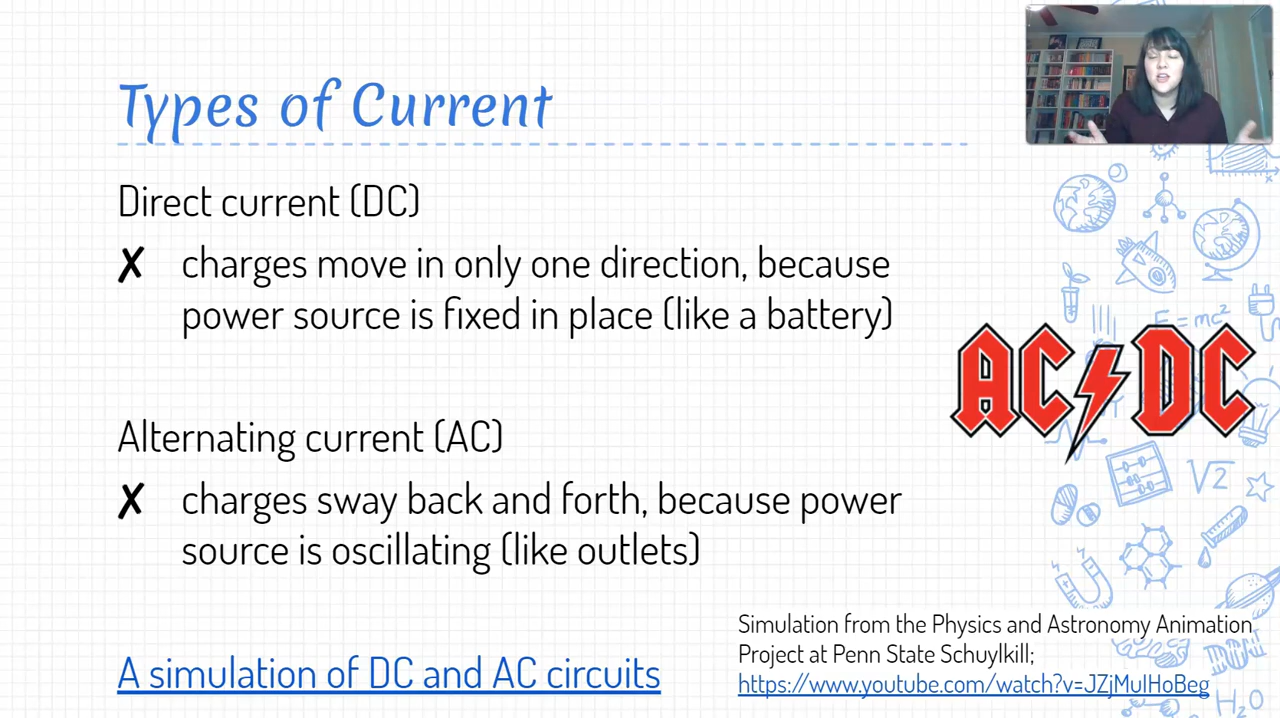 Types of Current
Direct current (DC)
✗ charges move in only one direction, because
power source is fixed in place (like a battery)
E=mc²
AC⚡DC
Alternating current (AC)
√2
✗ charges sway back and forth, because power
source is oscillating (like outlets)
Simulation from the Physics and Astronomy Animation
Project at Penn State Schuylkill;
A simulation of DC and AC circuits
https://www.youtube.com/watch?v=JZjMulHoBeg
H₂O